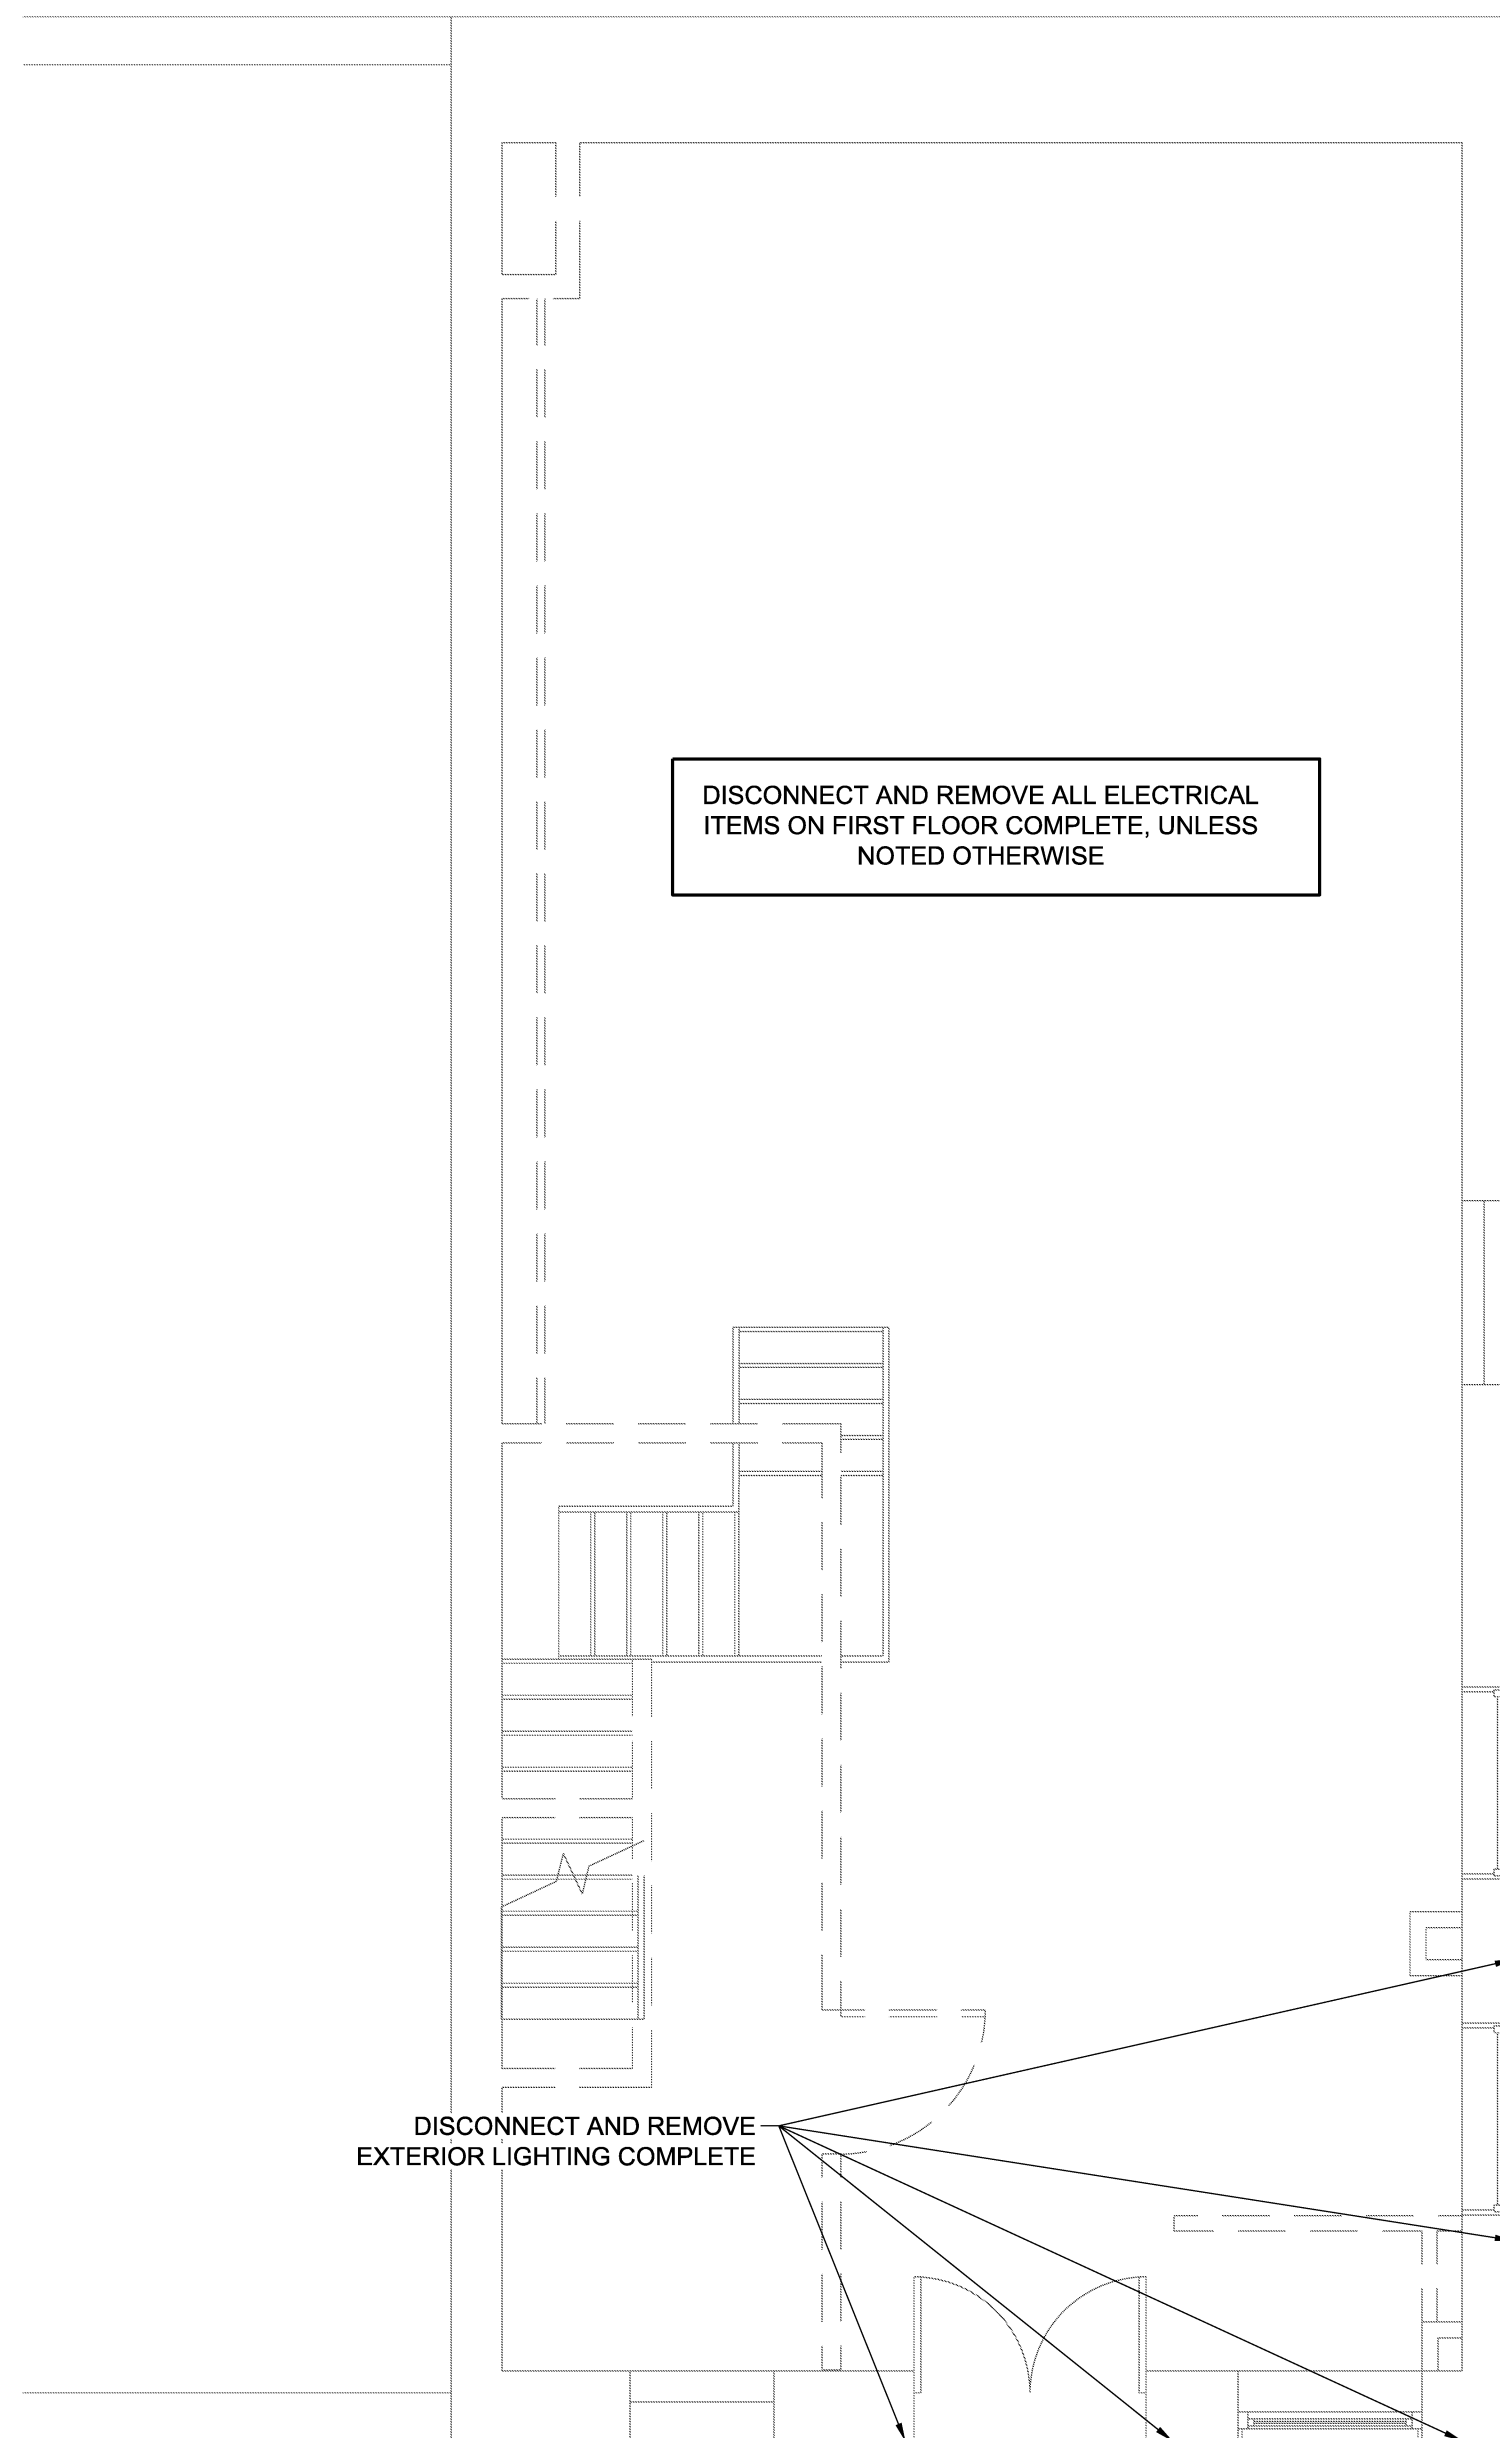 DISCONNECT AND REMOVE ALL ELECTRICAL
ITEMS ON FIRST FLOOR COMPLETE, UNLESS
NOTED OTHERWISE
DISCONNECT AND REMOVE
EXTERIOR LIGHTING COMPLETE